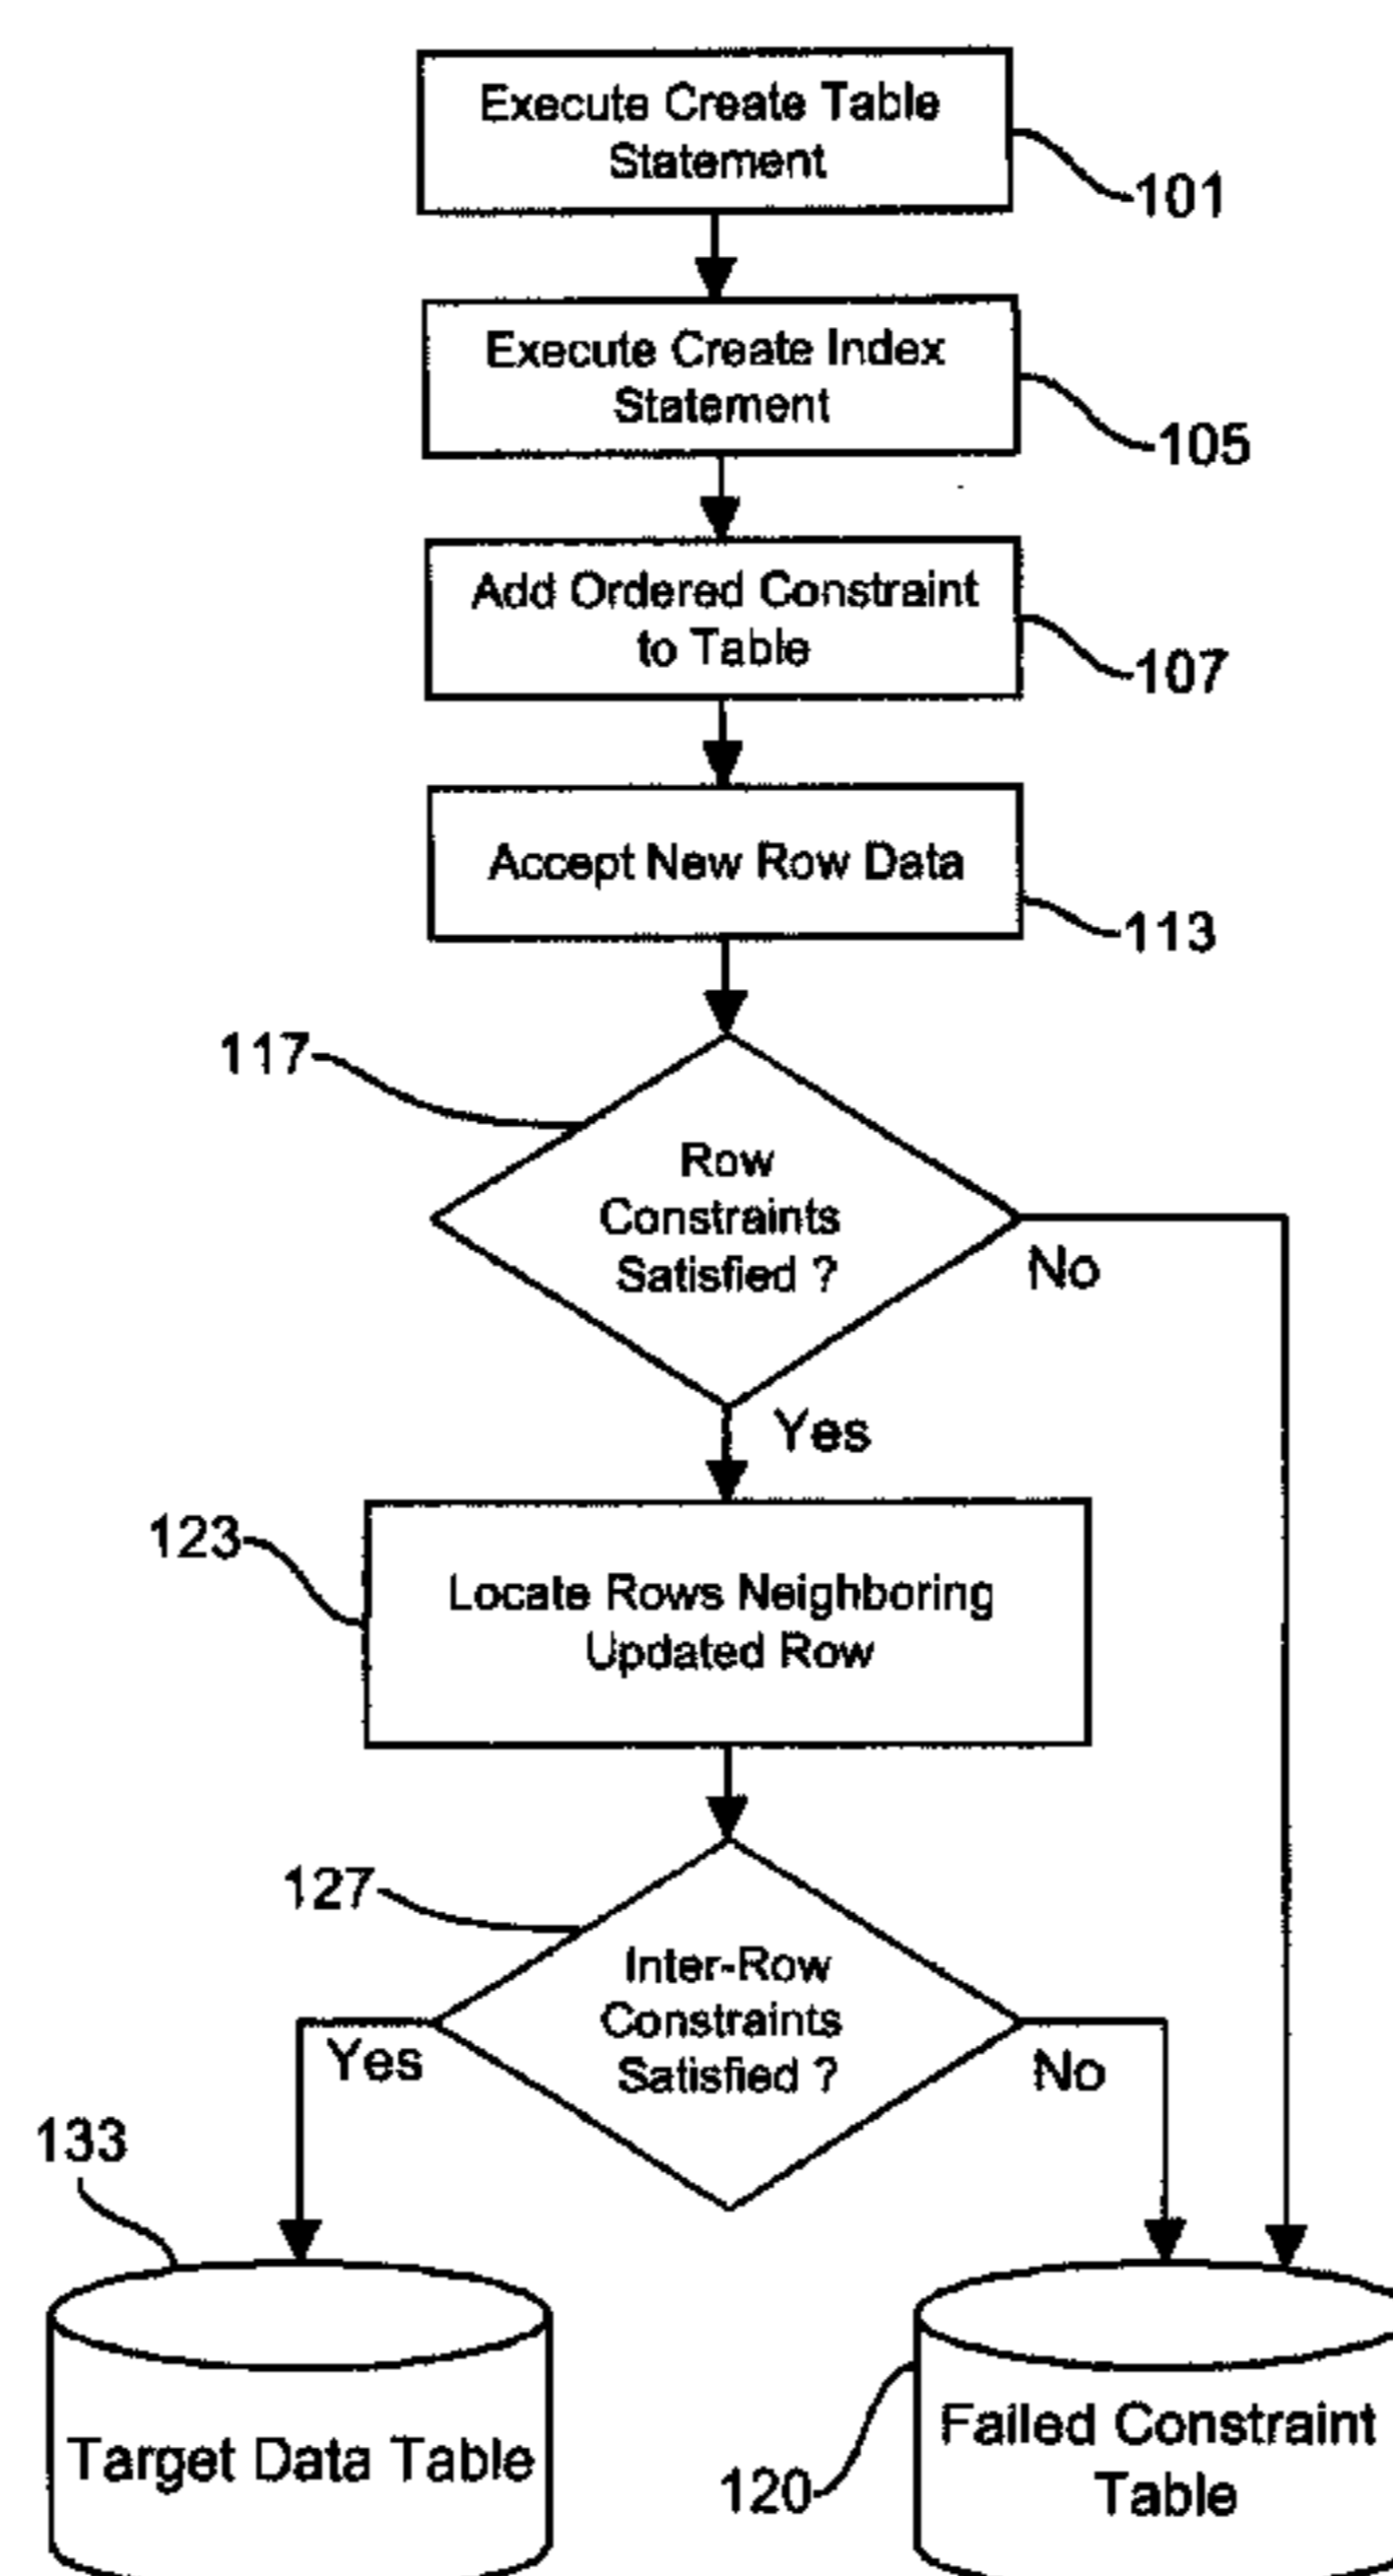 Execute Create Table
Statement
101
Execute Create Index
Statement
105
Add Ordered Constraint
to Table
107
Accept New Row Data
113
117
Row
Constraints
Satisfied ?
No
Yes
123
Locate Rows Neighboring
Updated Row
127
Inter-Row
Constraints
Satisfied ?
Yes
No
133
Target Data Table
120
Failed Constraint
Table